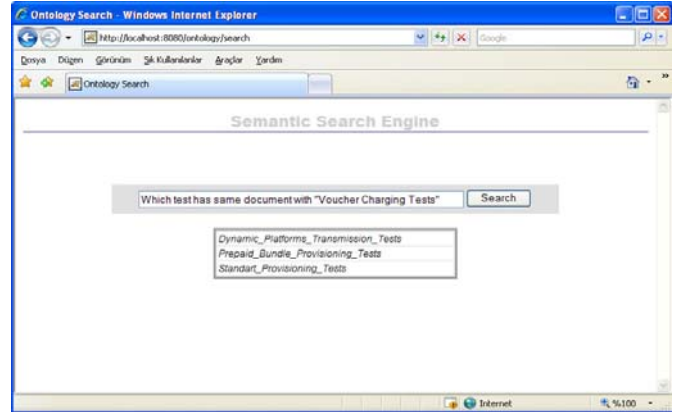 Ontology Search - Windows Internet Explorer
http://localhost:8080/ontology/search
Google
Dosya Düzen Görünüm Sık Kullanılanlar Araçlar Yardım
Ontology Search
Semantic Search Engine
Which test has same document with "Voucher Charging Tests" Search
Dynamic_Platforms_Transmission_Tests
Prepaid_Bundle_Provisioning_Tests
Standart_Provisioning_Tests
Internet %100